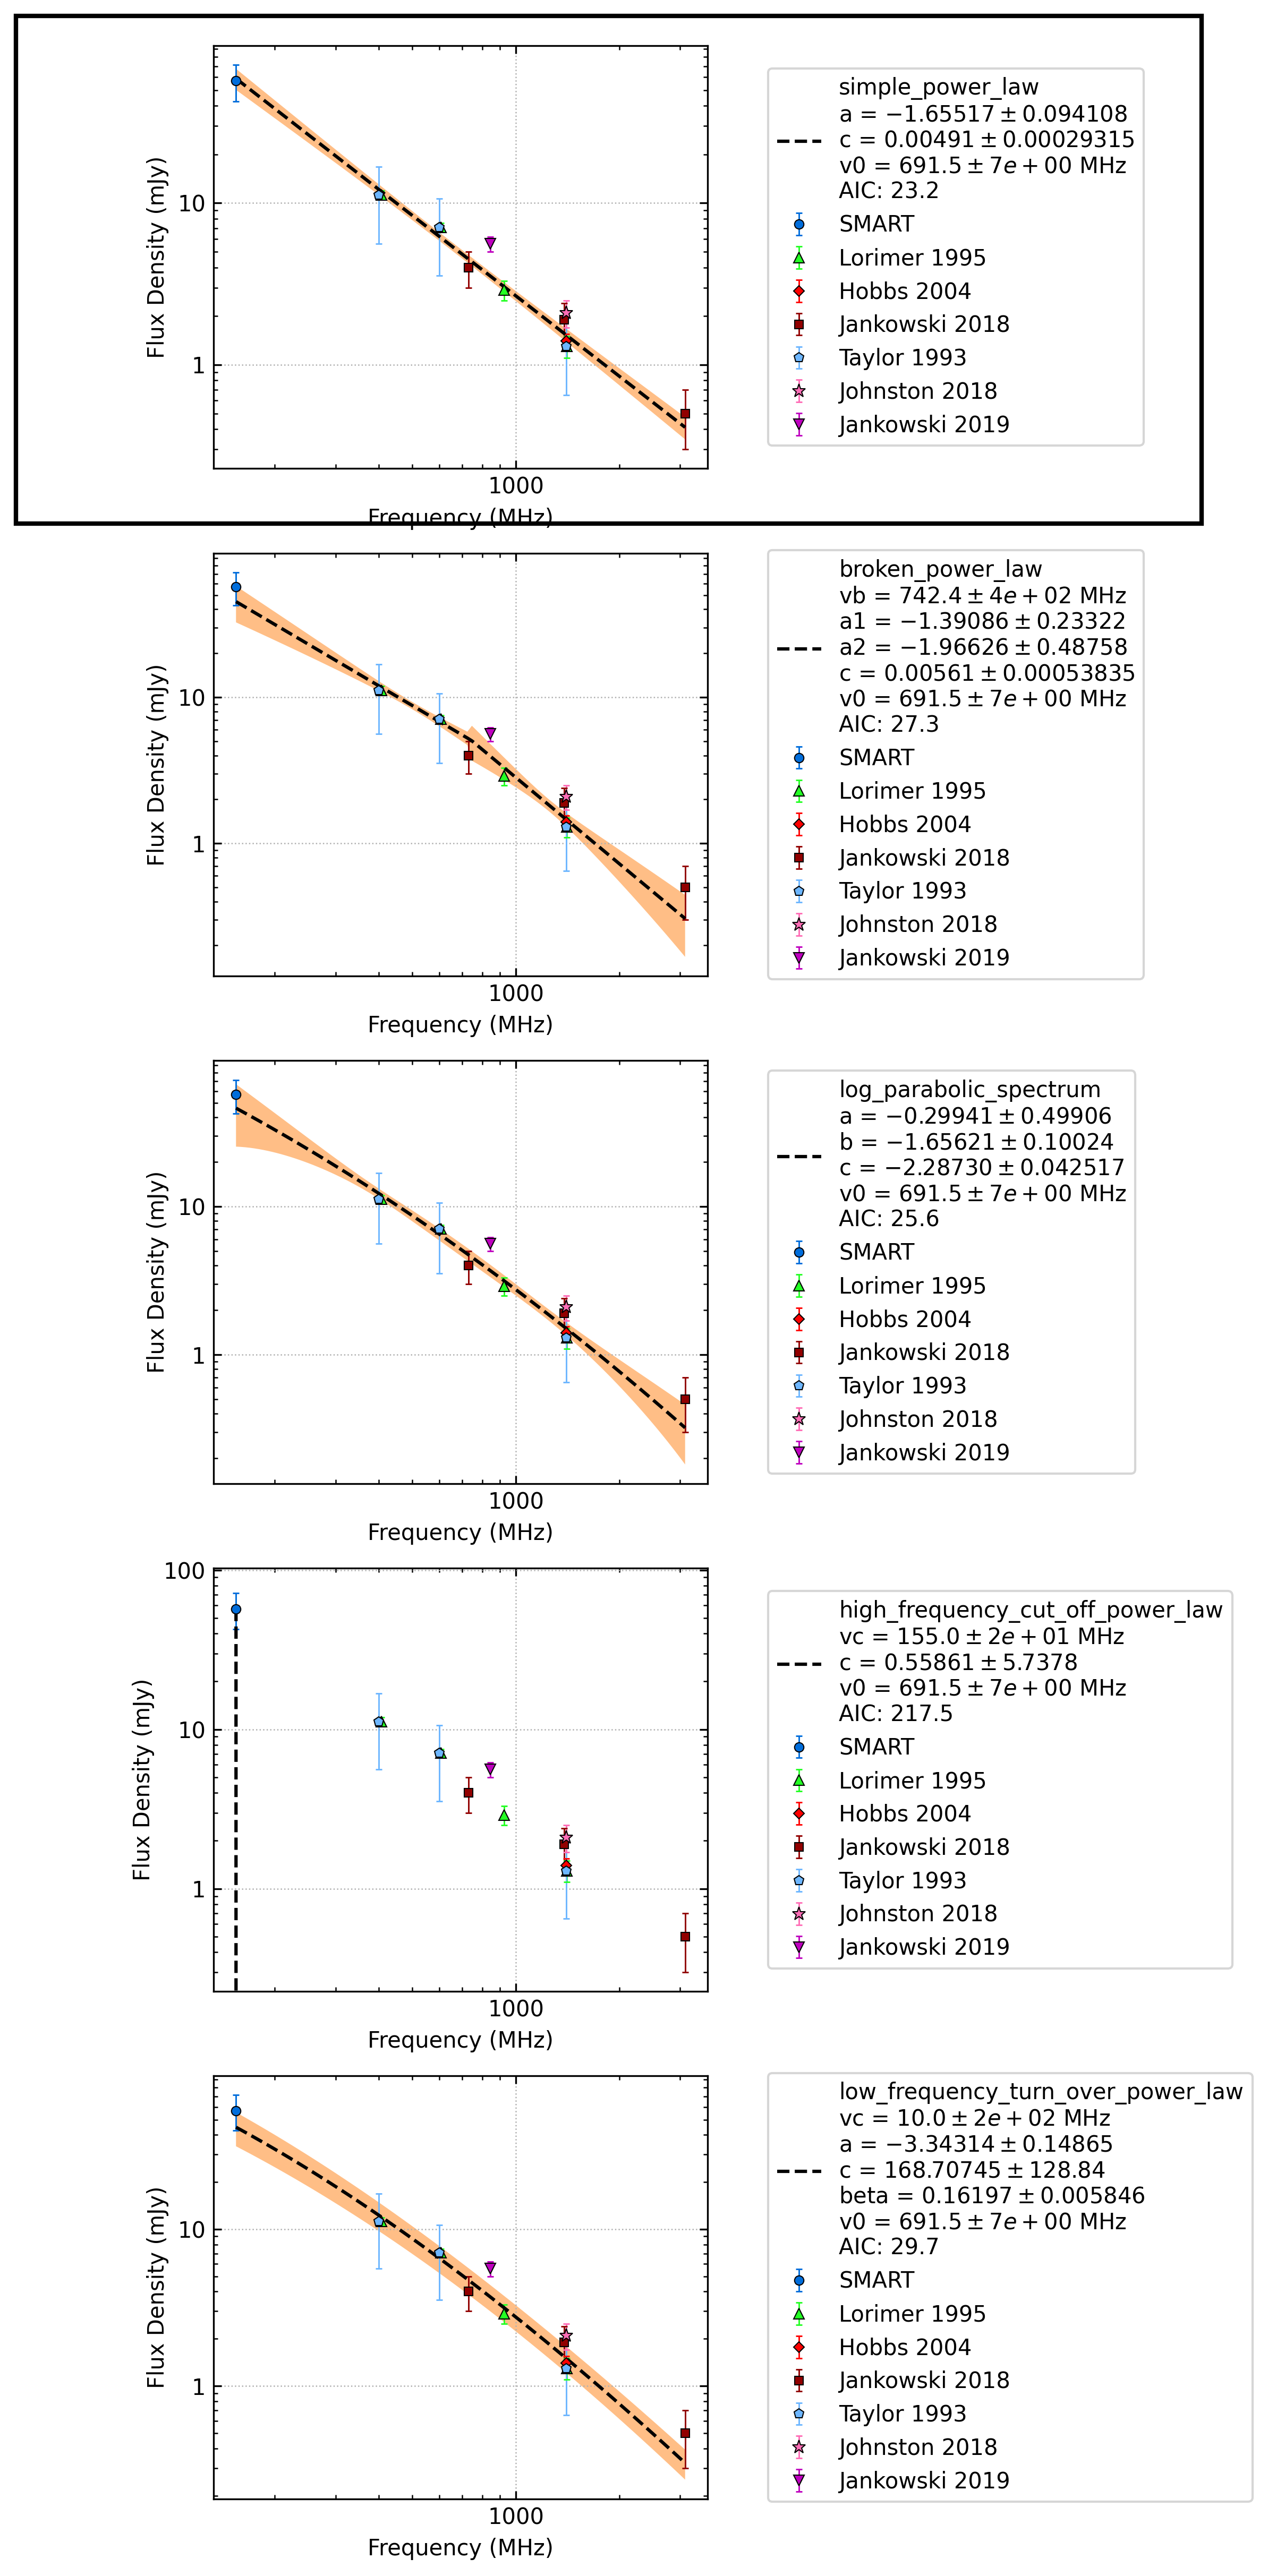 10
1
Flux Density (mJy)
1000
Frequency (MHz)
simple_power_law
a = −1.65517 ± 0.094108
c = 0.00491 ± 0.00029315
v0 = 691.5 ± 7e + 00 MHz
AIC: 23.2
SMART
Lorimer 1995
Hobbs 2004
Jankowski 2018
Taylor 1993
Johnston 2018
Jankowski 2019
10
1
Flux Density (mJy)
1000
Frequency (MHz)
broken_power_law
vb = 742.4 ± 4e + 02 MHz
a1 = −1.39086 ± 0.23322
a2 = −1.96626 ± 0.48758
c = 0.00561 ± 0.00053835
v0 = 691.5 ± 7e + 00 MHz
AIC: 27.3
SMART
Lorimer 1995
Hobbs 2004
Jankowski 2018
Taylor 1993
Johnston 2018
Jankowski 2019
10
1
Flux Density (mJy)
1000
Frequency (MHz)
log_parabolic_spectrum
a = −0.29941 ± 0.49906
b = −1.65621 ± 0.10024
c = −2.28730 ± 0.042517
v0 = 691.5 ± 7e + 00 MHz
AIC: 25.6
SMART
Lorimer 1995
Hobbs 2004
Jankowski 2018
Taylor 1993
Johnston 2018
Jankowski 2019
100
10
1
Flux Density (mJy)
1000
Frequency (MHz)
high_frequency_cut_off_power_law
vc = 155.0 ± 2e + 01 MHz
c = 0.55861 ± 5.7378
v0 = 691.5 ± 7e + 00 MHz
AIC: 217.5
SMART
Lorimer 1995
Hobbs 2004
Jankowski 2018
Taylor 1993
Johnston 2018
Jankowski 2019
10
1
Flux Density (mJy)
1000
Frequency (MHz)
low_frequency_turn_over_power_law
vc = 10.0 ± 2e + 02 MHz
a = −3.34314 ± 0.14865
c = 168.70745 ± 128.84
beta = 0.16197 ± 0.005846
v0 = 691.5 ± 7e + 00 MHz
AIC: 29.7
SMART
Lorimer 1995
Hobbs 2004
Jankowski 2018
Taylor 1993
Johnston 2018
Jankowski 2019